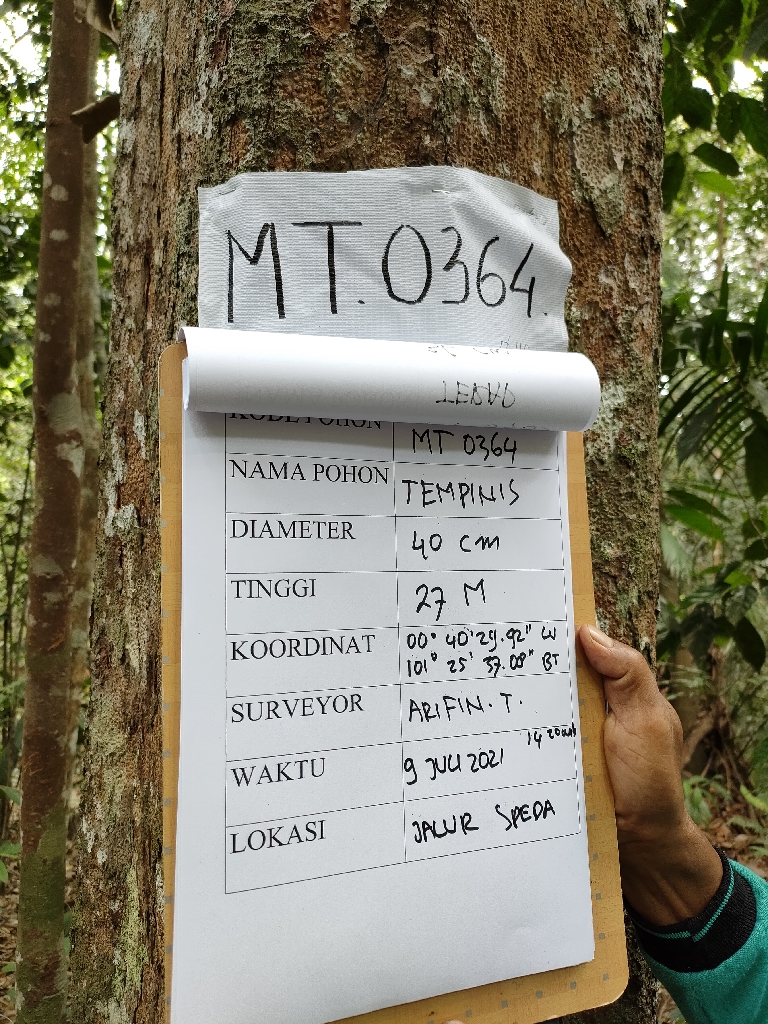 MT.0364.
KODE POHON MT 0364
NAMA POHON TEMPINIS
DIAMETER 40 cm
TINGGI 27 M
KOORDINAT 00° 40' 29.92" LU
101° 25' 37.08" BT
SURVEYOR ARIFIN.T.
WAKTU 9 JULI 2021 14 20 WIB
LOKASI JALUR SPEDA